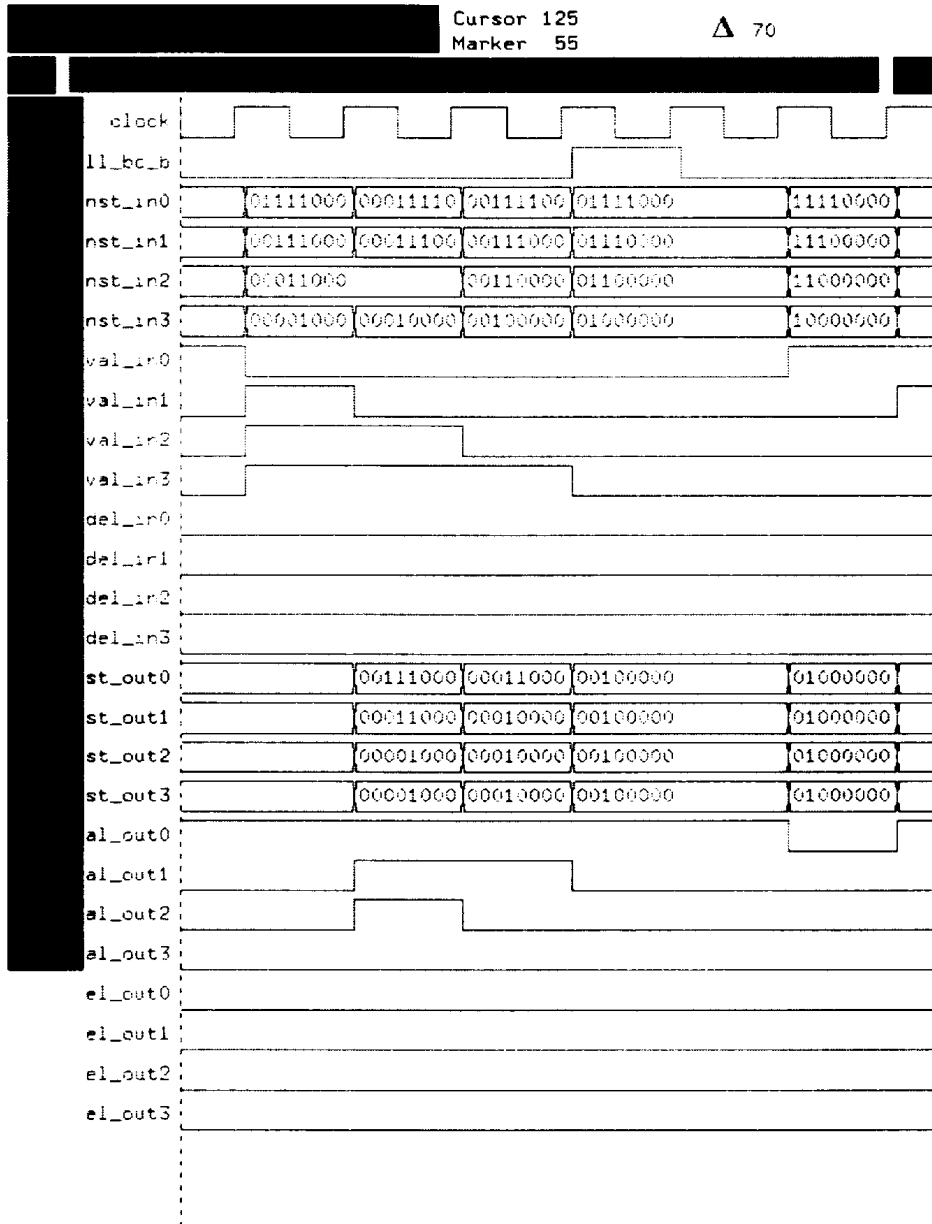 Cursor 125
Marker 55
Δ 70
clock
ll_bc_b
nst_in0 01111000 00011110 00111100 01111000 11110000
nst_in1 00111000 00011100 00111000 01110000 11100000
nst_in2 00011000 00110000 01100000 11000000
nst_in3 00001000 00010000 00100000 01000000 10000000
val_in0
val_in1
val_in2
val_in3
del_in0
del_in1
del_in2
del_in3
st_out0 00111000 00011000 00100000 01000000
st_out1 00011000 00010000 00100000 01000000
st_out2 00001000 00010000 00100000 01000000
st_out3 00001000 00010000 00100000 01000000
al_out0
al_out1
al_out2
al_out3
el_out0
el_out1
el_out2
el_out3